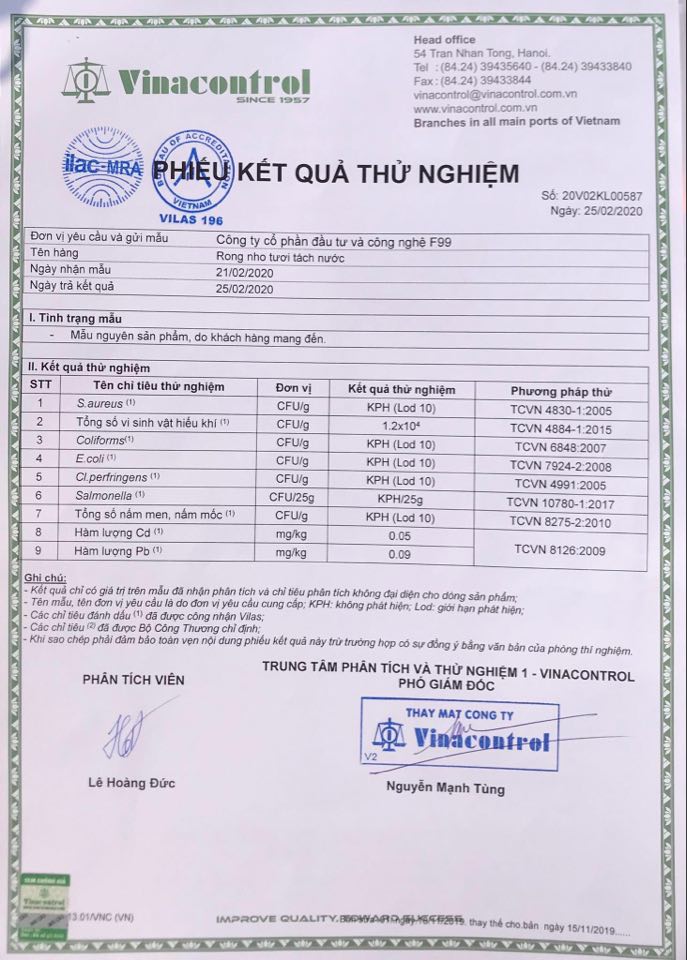 Vinacontrol
SINCE 1957
Head office
54 Tran Nhan Tong, Hanoi.
Tel : (84.24) 39435640 - (84.24) 39433840
Fax : (84.24) 39433844
vinacontrol@vinacontrol.com.vn
www.vinacontrol.com.vn
Branches in all main ports of Vietnam
ilac-MRA
BUREAU OF ACCREDITATION
VIETNAM
VILAS 196
PHIẾU KẾT QUẢ THỬ NGHIỆM
Số: 20V02KL00587
Ngày: 25/02/2020
Đơn vị yêu cầu và gửi mẫu Công ty cổ phần đầu tư và công nghệ F99
Tên hàng Rong nho tươi tách nước
Ngày nhận mẫu 21/02/2020
Ngày trả kết quả 25/02/2020
I. Tình trạng mẫu
- Mẫu nguyên sản phẩm, do khách hàng mang đến.
II. Kết quả thử nghiệm
STT Tên chỉ tiêu thử nghiệm Đơn vị Kết quả thử nghiệm Phương pháp thử
1 S.aureus (1) CFU/g KPH (Lod 10) TCVN 4830-1:2005
2 Tổng số vi sinh vật hiếu khí (1) CFU/g 1.2x10⁴ TCVN 4884-1:2015
3 Coliforms(1) CFU/g KPH (Lod 10) TCVN 6848:2007
4 E.coli (1) CFU/g KPH (Lod 10) TCVN 7924-2:2008
5 Cl.perfringens (1) CFU/g KPH (Lod 10) TCVN 4991:2005
6 Salmonella (1) CFU/25g KPH/25g TCVN 10780-1:2017
7 Tổng số nấm men, nấm mốc (1) CFU/g KPH (Lod 10) TCVN 8275-2:2010
8 Hàm lượng Cd (1) mg/kg 0.05 TCVN 8126:2009
9 Hàm lượng Pb (1) mg/kg 0.09
Ghi chú:
- Kết quả chỉ có giá trị trên mẫu đã nhận phân tích và chỉ tiêu phân tích không đại diện cho dòng sản phẩm;
- Tên mẫu, tên đơn vị yêu cầu là do đơn vị yêu cầu cung cấp; KPH: không phát hiện; Lod: giới hạn phát hiện;
- Các chỉ tiêu đánh dấu (1) đã được công nhận Vilas;
- Các chỉ tiêu (2) đã được Bộ Công Thương chỉ định;
- Khi sao chép phải đảm bảo toàn vẹn nội dung phiếu kết quả này trừ trường hợp có sự đồng ý bằng văn bản của phòng thí nghiệm.
PHÂN TÍCH VIÊN
TRUNG TÂM PHÂN TÍCH VÀ THỬ NGHIỆM 1 - VINACONTROL
PHÓ GIÁM ĐỐC
THAY MẶT CÔNG TY
Vinacontrol
V2
Lê Hoàng Đức
Nguyễn Mạnh Tùng
Vinacontrol
13.01/VNC (VN)
IMPROVE QUALITY,
thay thế cho bản ngày 15/11/2019......